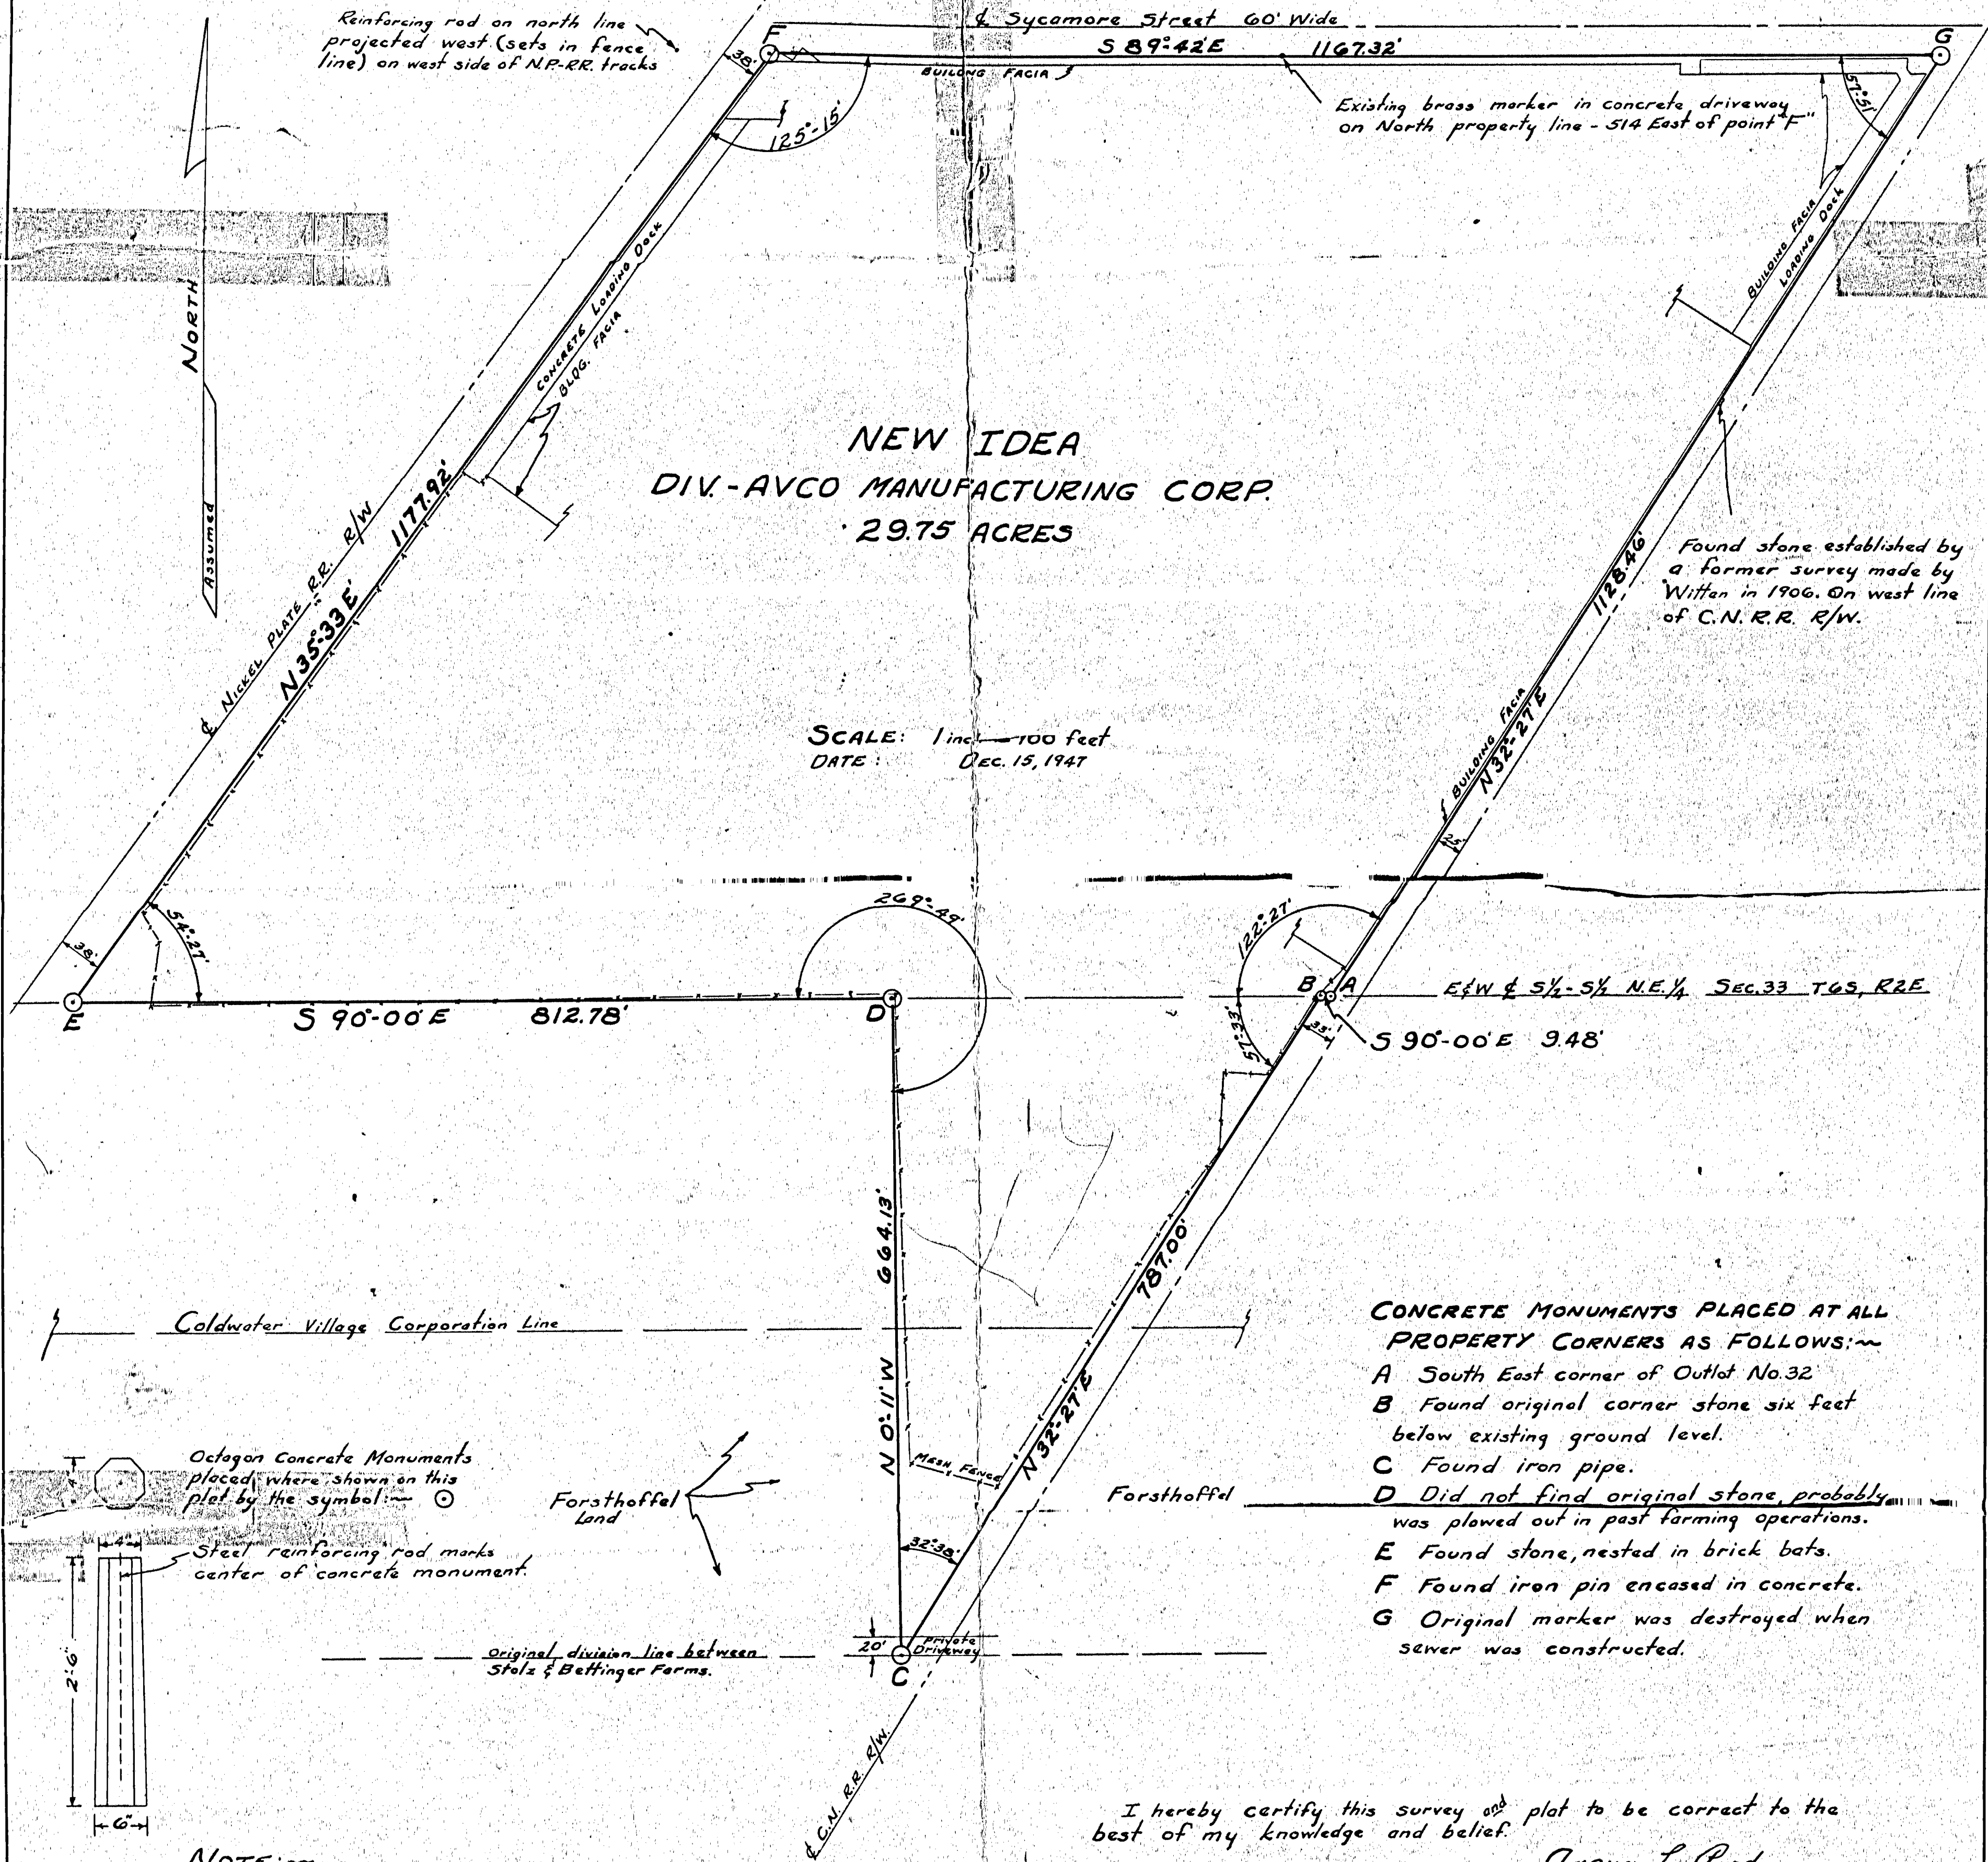 Reinforcing rod on north line
projected west (sets in fence
line) on west side of N.P.-RR. tracks
℄ Sycamore Street 60' Wide
F
S 89°-42'E 1167.32'
G
38'
BUILDING FACIA
125°-15'
57°-51'
Existing brass marker in concrete driveway
on North property line - 514 East of point "F"
NORTH
Assumed
CONCRETE LOADING DOCK
BLDG. FACIA
BUILDING FACIA
LOADING DOCK
NEW IDEA
DIV.-AVCO MANUFACTURING CORP.
29.75 ACRES
℄ NICKEL PLATE R.R. R/W
N 35°-33'E
1177.92'
1128.46'
Found stone established by
a former survey made by
Witten in 1906. On west line
of C.N. R.R. R/W.
SCALE: 1 inch — 100 feet
DATE: DEC. 15, 1947
BUILDING FACIA
N 32°-27'E
25'
269°-49'
122°-27'
54°-27'
38'
E
S 90°-00'E 812.78'
D
B A
E&W ℄ S½-S½ N.E.¼ SEC.33 T6S, R2E
S 90°-00'E 9.48'
57°-33'
35'
664.13'
787.00'
Coldwater Village Corporation Line
N 0°-11'W
N 32°-27'E
MESH FENCE
CONCRETE MONUMENTS PLACED AT ALL
PROPERTY CORNERS AS FOLLOWS:~
A South East corner of Outlot No.32
B Found original corner stone six feet
below existing ground level.
C Found iron pipe.
D Did not find original stone, probably
was plowed out in past farming operations.
E Found stone, nested in brick bats.
F Found iron pin encased in concrete.
G Original marker was destroyed when
sewer was constructed.
Octagon Concrete Monuments
placed where shown on this
plat by the symbol:~
Forsthoffel
Land
Forsthoffel
4"
Steel reinforcing rod marks
center of concrete monument.
2'-6"
6"
32°-38'
20'
Private
Driveway
C
Original division line between
Stolz & Bettinger Farms.
℄ C.N. R.R. R/W.
I hereby certify this survey and plat to be correct to the
best of my knowledge and belief.
NOTE:~